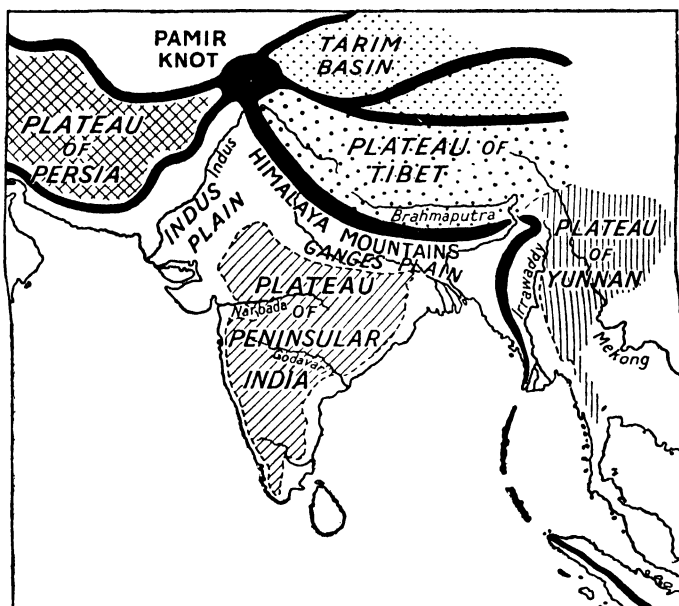 PAMIR
KNOT
TARIM
BASIN
PLATEAU
OF
PERSIA
PLATEAU OF
TIBET
Indus
INDUS
PLAIN
HIMALAYA MOUNTAINS
Brahmaputra
GANGES PLAIN
PLATEAU
OF
YUNNAN
Irrawaddy
Mekong
PLATEAU
Narbada OF
PENINSULAR
Godavari
INDIA